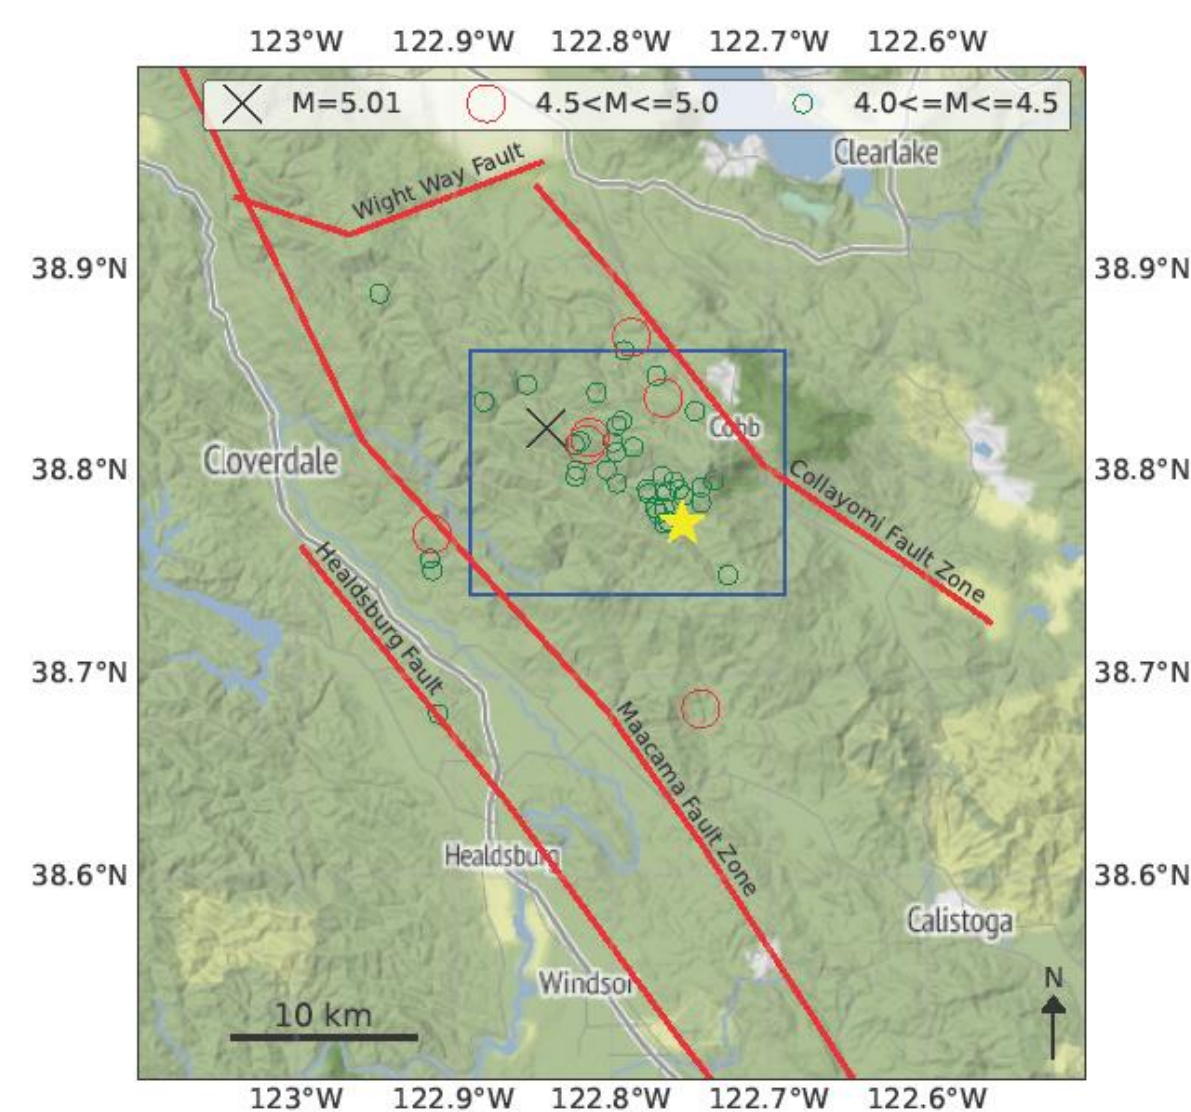 123°W 122.9°W 122.8°W 122.7°W 122.6°W
M=5.01 4.5<M<=5.0 4.0<=M<=4.5
Clearlake
Wight Way Fault
38.9°N 38.9°N
Cobb
Cloverdale
38.8°N 38.8°N
Collayomi Fault Zone
Healdsburg Fault
38.7°N 38.7°N
Maacama Fault Zone
Healdsburg
38.6°N 38.6°N
Calistoga
Windsor
N
10 km
123°W 122.9°W 122.8°W 122.7°W 122.6°W